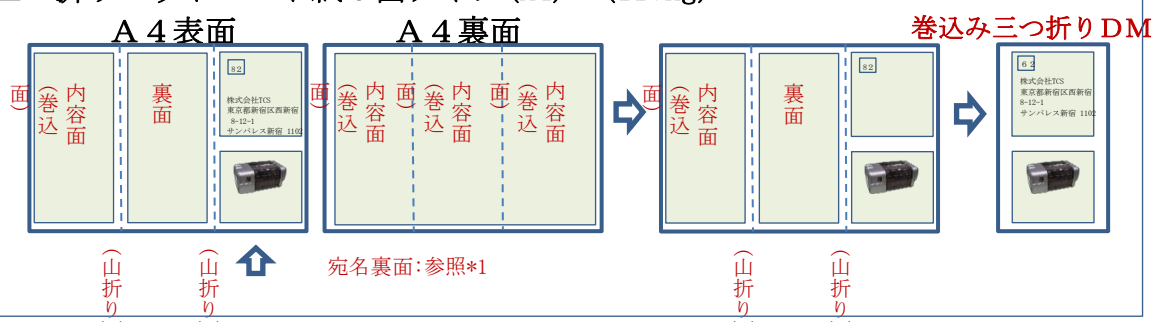 Ａ４表面
Ａ４裏面
巻込み三つ折りＤＭ
内容面
(巻込
面)
裏面
82
株式会社TCS
東京都新宿区西新宿
8-12-1
サンパレス新宿 1102
内容面
(巻込
面)
内容面
(巻込
面)
内容面
(巻込
面)
内容面
(巻込
面)
裏面
82
62
株式会社TCS
東京都新宿区西新宿
8-12-1
サンパレス新宿 1102
(山折り
(山折り
宛名裏面:参照*1
(山折り
(山折り